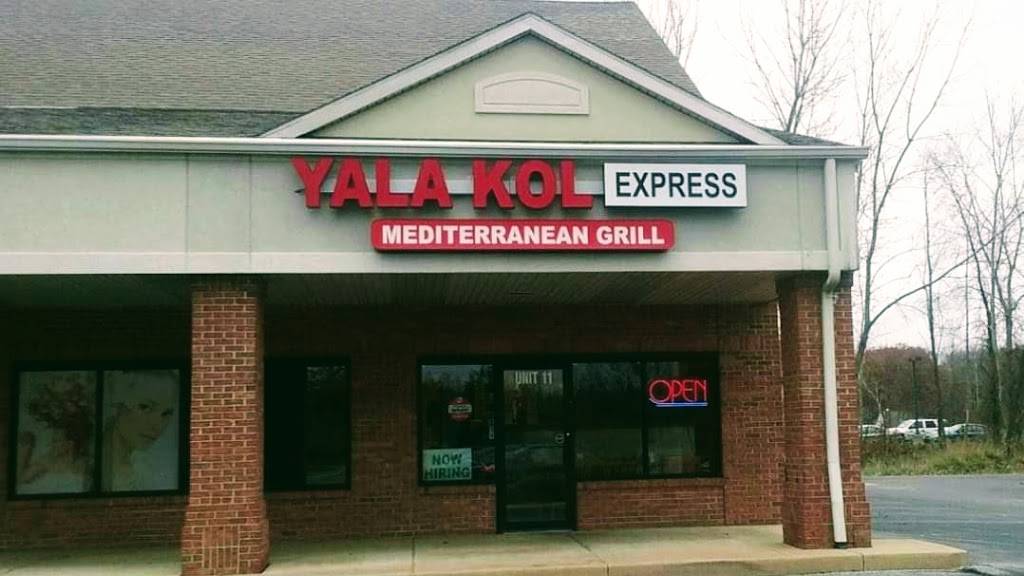 YALA KOL EXPRESS
MEDITERRANEAN GRILL
UNIT 11
OPEN
NOW
HIRING